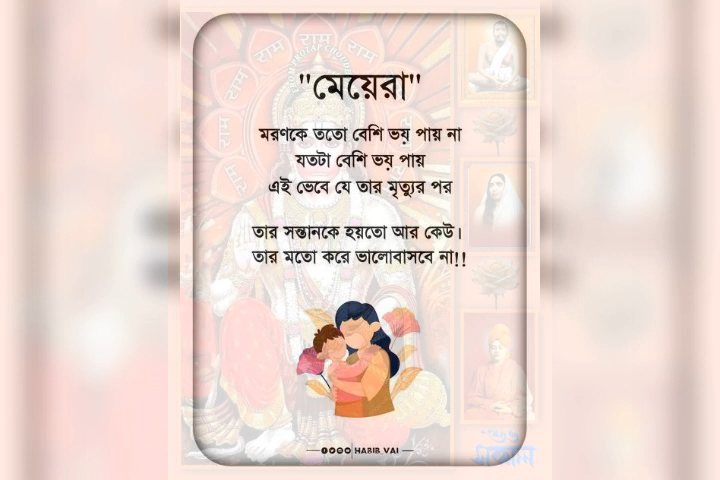 "মেয়েরা"
মরণকে ততো বেশি ভয় পায় না
যতটা বেশি ভয় পায়
এই ভেবে যে তার মৃত্যুর পর
তার সন্তানকে হয়তো আর কেউ।
তার মতো করে ভালোবাসবে না!!
HABIB VAI
राम
राम
राम
राम
राम
राम
राम